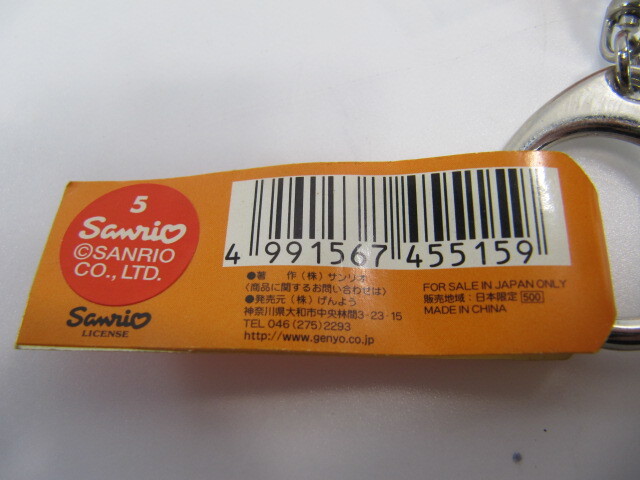 5
Sanrio
©SANRIO
CO., LTD.
Sanrio
LICENSE
4 991567 455159
●著 作(株)サンリオ
〈商品に関するお問い合わせは〉
●発売元(株)げんよう
神奈川県大和市中央林間3-23-15
TEL 046(275)2293
http://www.genyo.co.jp
FOR SALE IN JAPAN ONLY
販売地域:日本限定 500
MADE IN CHINA